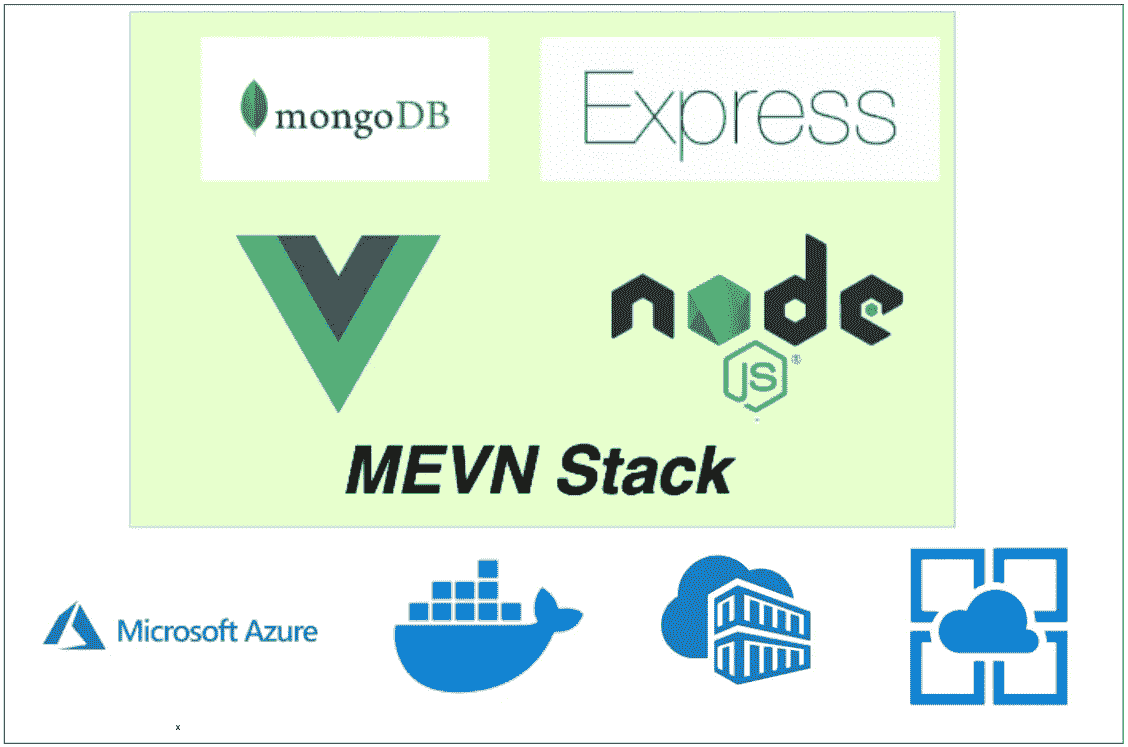 mongoDB
Express
node
JS®
MEVN Stack
Microsoft Azure
x